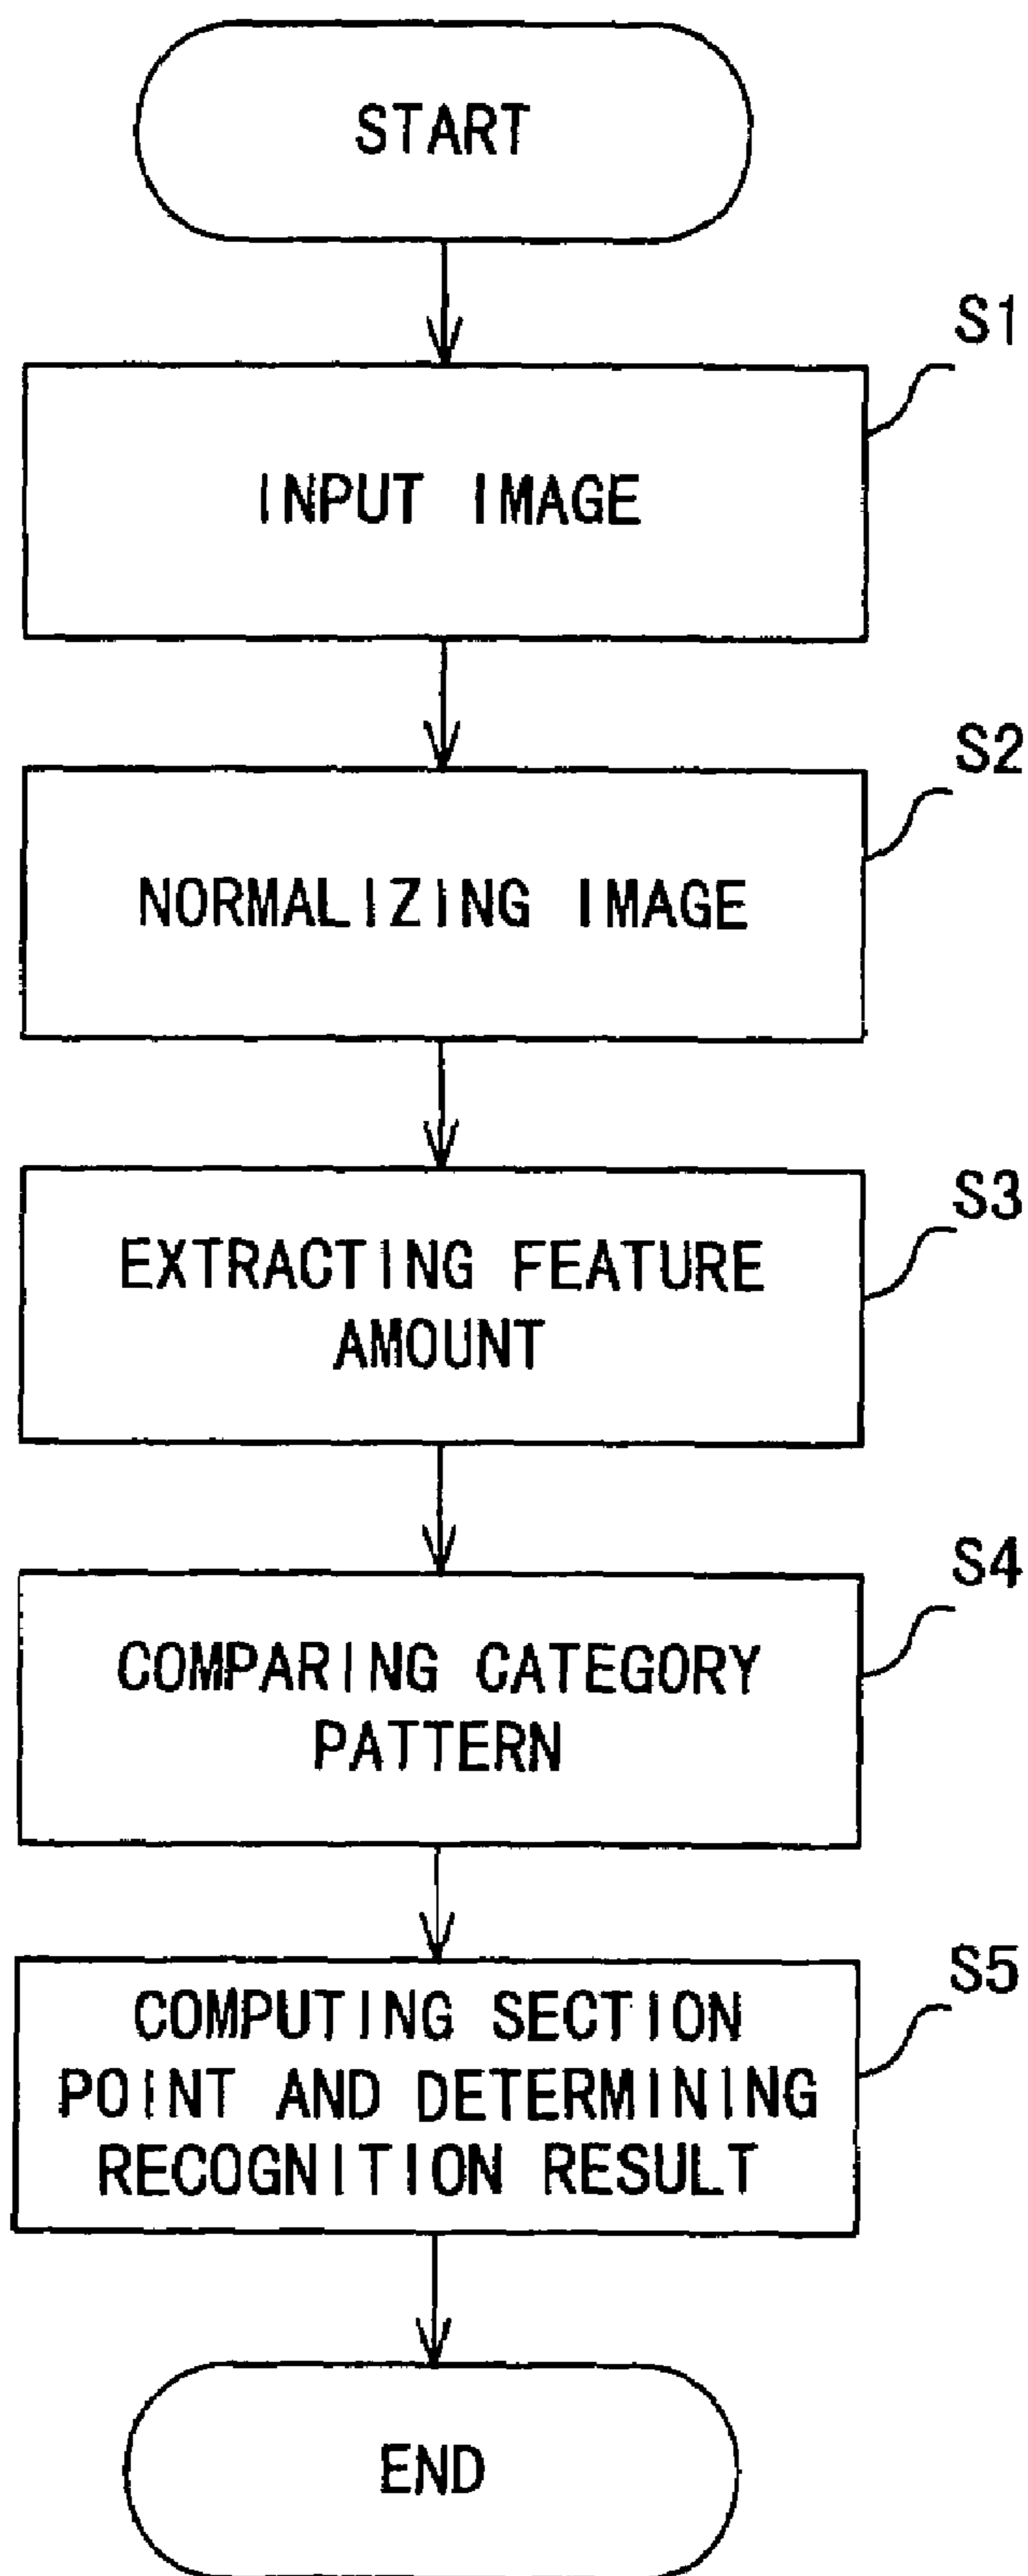 START
S1
INPUT IMAGE
S2
NORMALIZING IMAGE
S3
EXTRACTING FEATURE
AMOUNT
S4
COMPARING CATEGORY
PATTERN
S5
COMPUTING SECTION
POINT AND DETERMINING
RECOGNITION RESULT
END